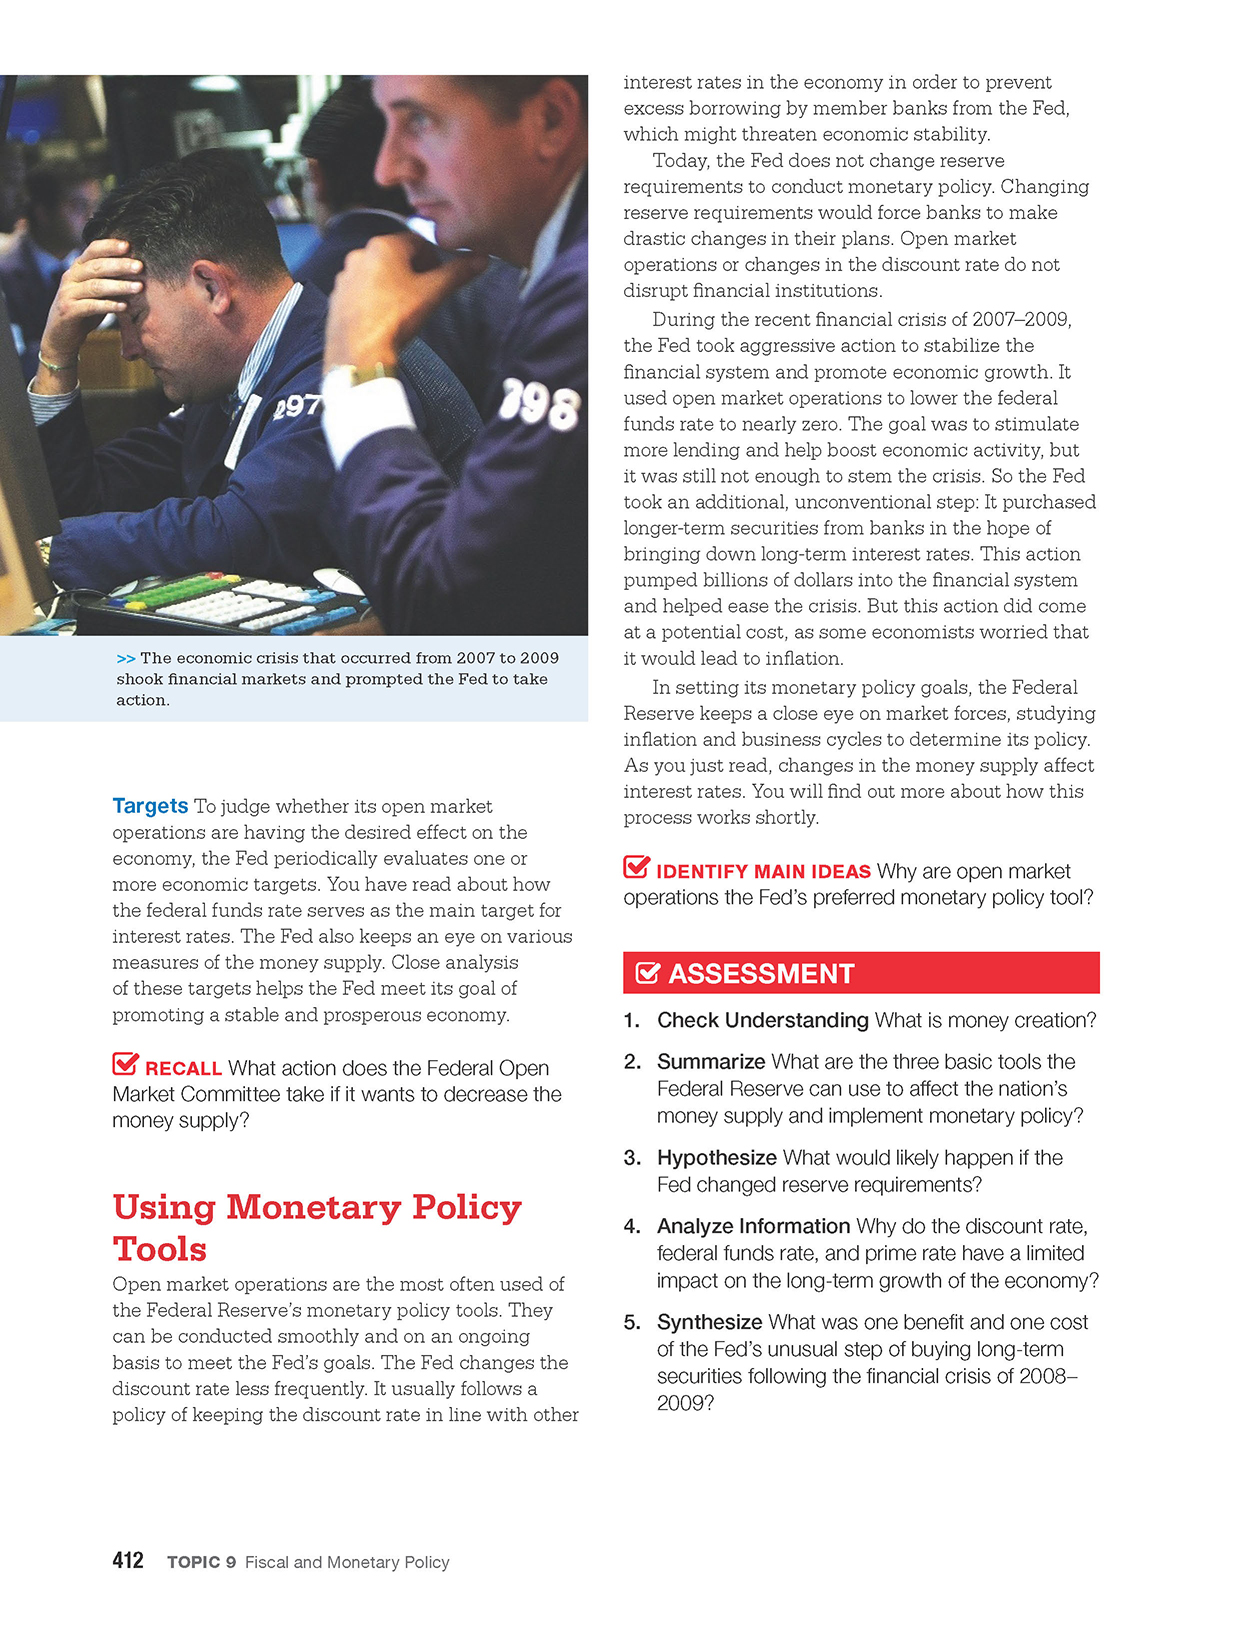 297
798
>> The economic crisis that occurred from 2007 to 2009
shook financial markets and prompted the Fed to take
action.
Targets To judge whether its open market
operations are having the desired effect on the
economy, the Fed periodically evaluates one or
more economic targets. You have read about how
the federal funds rate serves as the main target for
interest rates. The Fed also keeps an eye on various
measures of the money supply. Close analysis
of these targets helps the Fed meet its goal of
promoting a stable and prosperous economy.
RECALL What action does the Federal Open
Market Committee take if it wants to decrease the
money supply?
Using Monetary Policy
Tools
Open market operations are the most often used of
the Federal Reserve's monetary policy tools. They
can be conducted smoothly and on an ongoing
basis to meet the Fed's goals. The Fed changes the
discount rate less frequently. It usually follows a
policy of keeping the discount rate in line with other
interest rates in the economy in order to prevent
excess borrowing by member banks from the Fed,
which might threaten economic stability.
Today, the Fed does not change reserve
requirements to conduct monetary policy. Changing
reserve requirements would force banks to make
drastic changes in their plans. Open market
operations or changes in the discount rate do not
disrupt financial institutions.
During the recent financial crisis of 2007–2009,
the Fed took aggressive action to stabilize the
financial system and promote economic growth. It
used open market operations to lower the federal
funds rate to nearly zero. The goal was to stimulate
more lending and help boost economic activity, but
it was still not enough to stem the crisis. So the Fed
took an additional, unconventional step: It purchased
longer-term securities from banks in the hope of
bringing down long-term interest rates. This action
pumped billions of dollars into the financial system
and helped ease the crisis. But this action did come
at a potential cost, as some economists worried that
it would lead to inflation.
In setting its monetary policy goals, the Federal
Reserve keeps a close eye on market forces, studying
inflation and business cycles to determine its policy.
As you just read, changes in the money supply affect
interest rates. You will find out more about how this
process works shortly.
IDENTIFY MAIN IDEAS Why are open market
operations the Fed's preferred monetary policy tool?
ASSESSMENT
1. Check Understanding What is money creation?
2. Summarize What are the three basic tools the
Federal Reserve can use to affect the nation's
money supply and implement monetary policy?
3. Hypothesize What would likely happen if the
Fed changed reserve requirements?
4. Analyze Information Why do the discount rate,
federal funds rate, and prime rate have a limited
impact on the long-term growth of the economy?
5. Synthesize What was one benefit and one cost
of the Fed's unusual step of buying long-term
securities following the financial crisis of 2008–
2009?
412 TOPIC 9 Fiscal and Monetary Policy